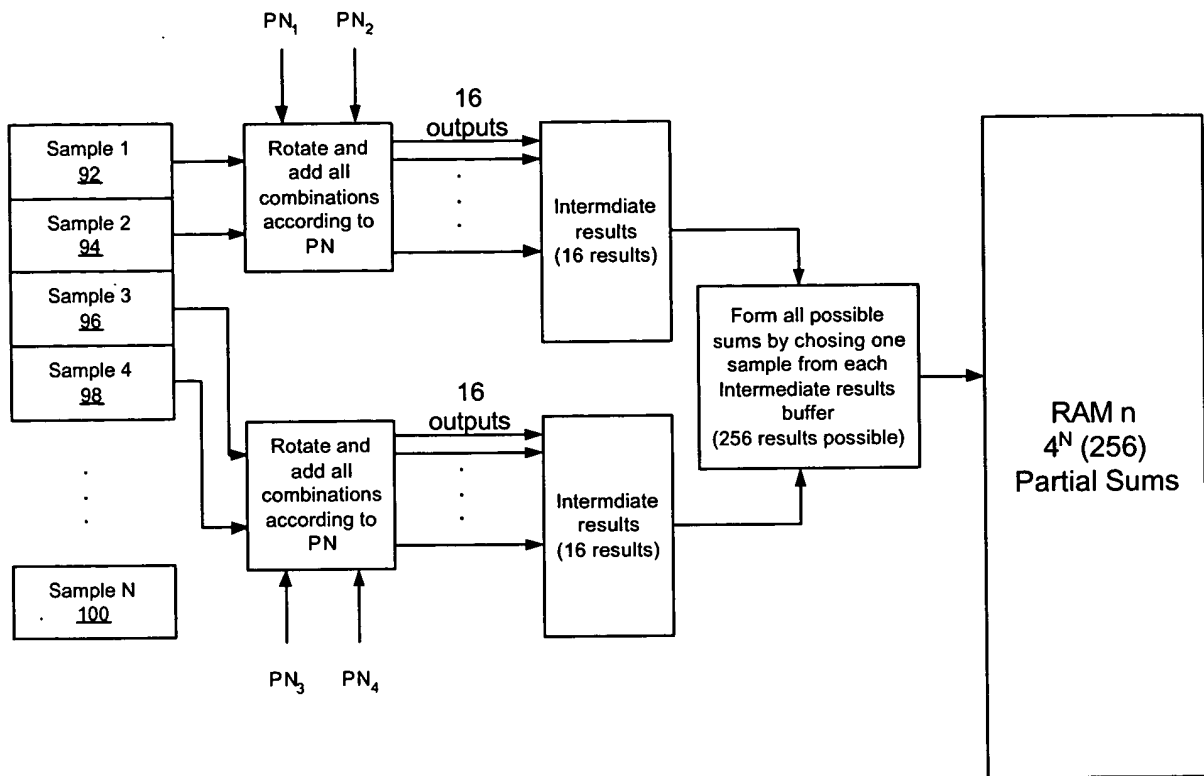 PN1 PN2
16
outputs
Sample 1
92
Sample 2
94
Sample 3
96
Sample 4
98
Sample N
100
Rotate and
add all
combinations
according to
PN
Intermdiate
results
(16 results)
16
outputs
Rotate and
add all
combinations
according to
PN
Intermdiate
results
(16 results)
PN3 PN4
Form all possible
sums by chosing one
sample from each
Intermediate results
buffer
(256 results possible)
RAM n
4^N (256)
Partial Sums